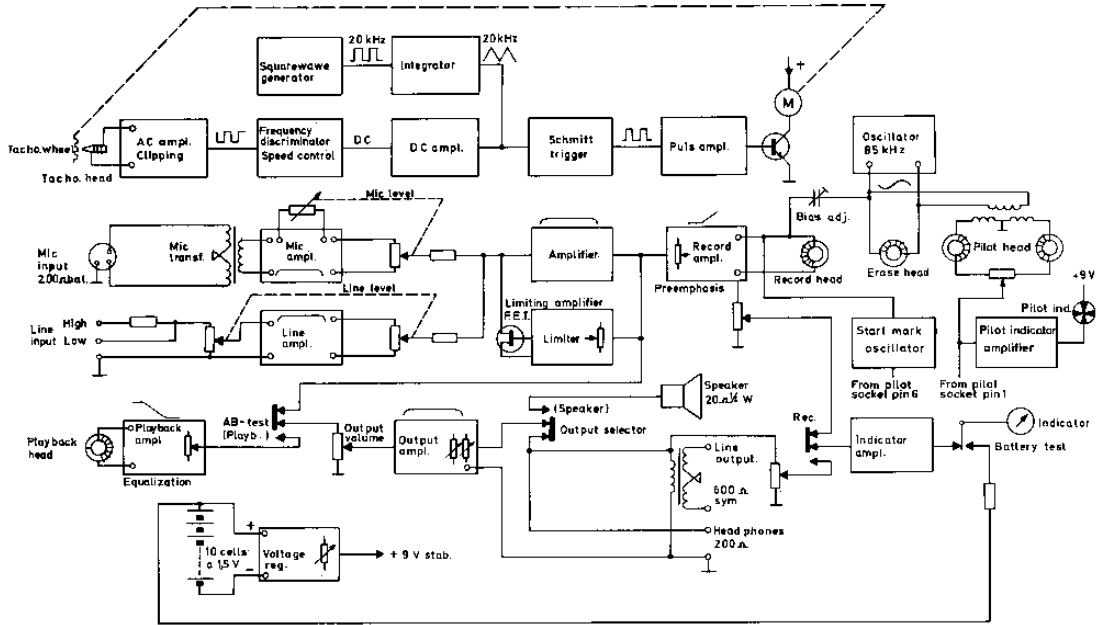 20 kHz
20 kHz
Squarewave
generator
Integrator
+
M
AC ampl.
Clipping
Frequency
discriminator
Speed control
DC
DC ampl.
Schmitt
trigger
Puls ampl.
Oscillator
85 kHz
Tacho. wheel
Tacho. head
Mic level
Bias adj.
Mic
input
200Ω bal.
Mic
transf.
Mic
ampl.
Amplifier
Record
ampl.
Preemphasis
Record head
Erase head
Pilot head
+9V
Line level
Line
input
High
Low
Line
ampl.
Limiting amplifier
F.E.T.
Limiter
Start mark
oscillator
Pilot ind.
Pilot indicator
amplifier
From pilot
socket pin 6
From pilot
socket pin 1
Speaker
20Ω ½ W
(Speaker)
Output selector
Playback
head
Playback
ampl
Equalization
AB-test
(Playb.)
Output
volume
Output
ampl.
Line
output.
600 Ω
sym
Rec.
Indicator
ampl.
Indicator
Battery test
Head phones
200Ω
+
10 cells
a 1,5 V
−
Voltage
reg.
+ 9 V stab.